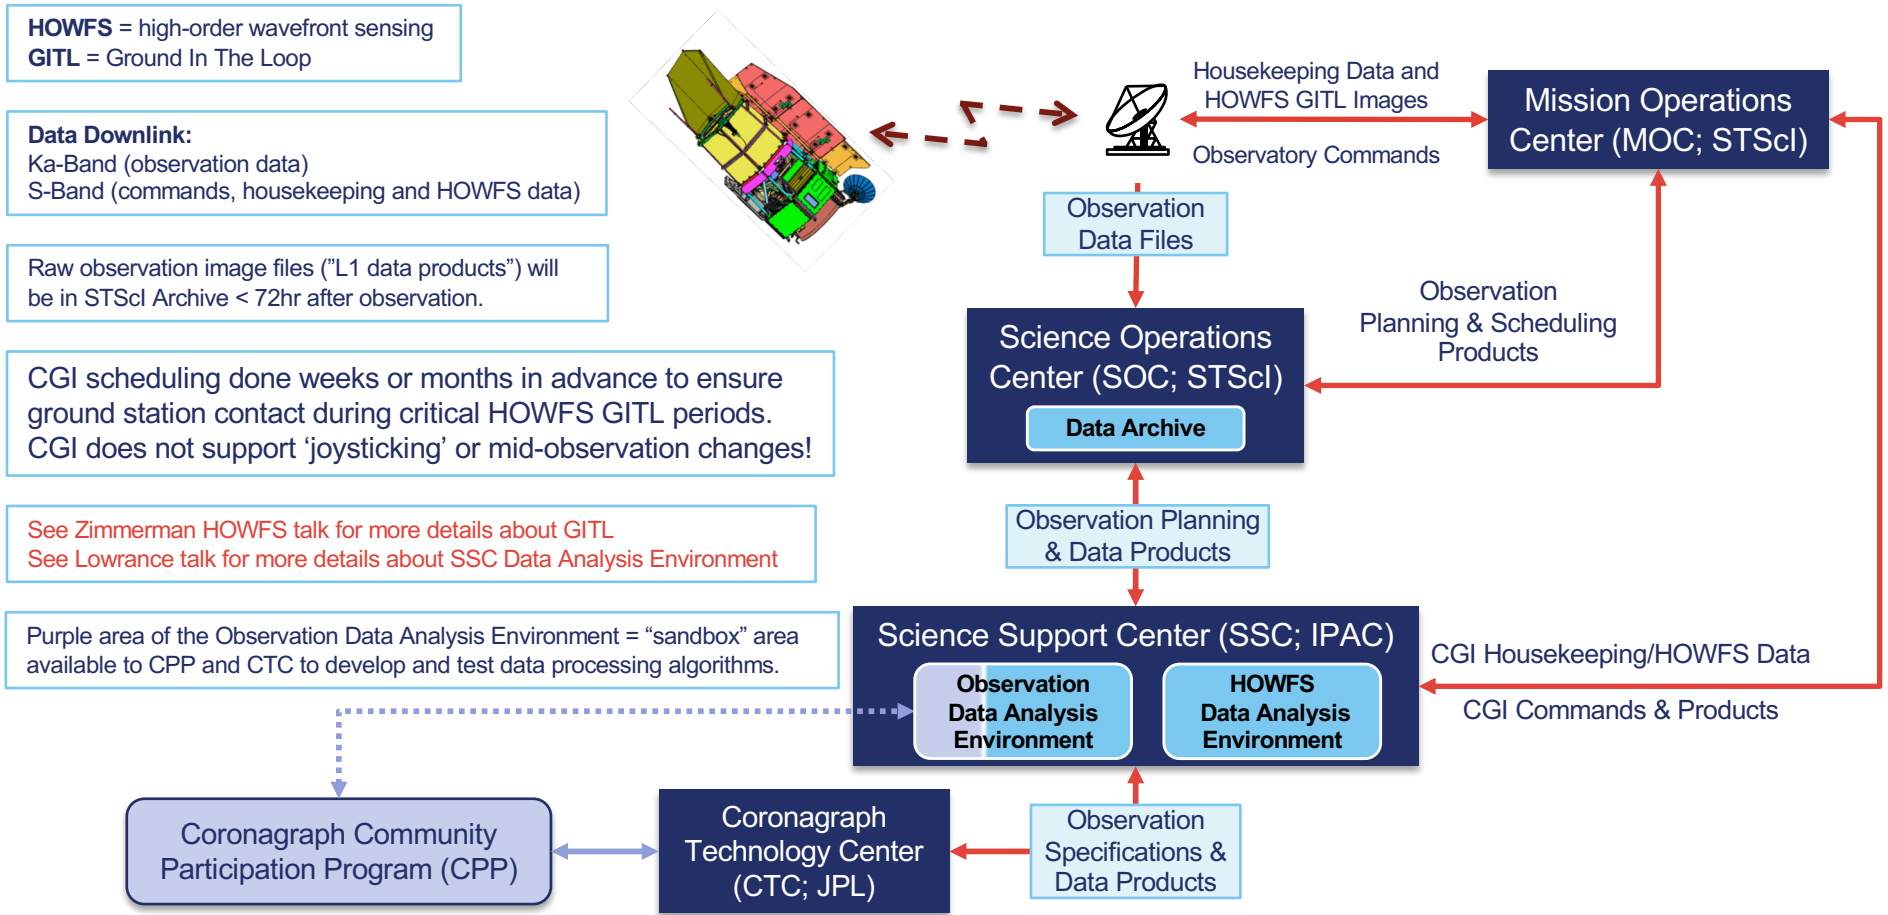 HOWFS = high-order wavefront sensing
GITL = Ground In The Loop
Data Downlink:
Ka-Band (observation data)
S-Band (commands, housekeeping and HOWFS data)
Raw observation image files (”L1 data products”) will
be in STScI Archive < 72hr after observation.
CGI scheduling done weeks or months in advance to ensure
ground station contact during critical HOWFS GITL periods.
CGI does not support ‘joysticking’ or mid-observation changes!
See Zimmerman HOWFS talk for more details about GITL
See Lowrance talk for more details about SSC Data Analysis Environment
Purple area of the Observation Data Analysis Environment = “sandbox” area
available to CPP and CTC to develop and test data processing algorithms.
Housekeeping Data and
HOWFS GITL Images
Observatory Commands
Mission Operations
Center (MOC; STScI)
Observation
Data Files
Observation
Planning & Scheduling
Products
Science Operations
Center (SOC; STScI)
Data Archive
Observation Planning
& Data Products
Science Support Center (SSC; IPAC)
Observation
Data Analysis
Environment
HOWFS
Data Analysis
Environment
CGI Housekeeping/HOWFS Data
CGI Commands & Products
Coronagraph Community
Participation Program (CPP)
Coronagraph
Technology Center
(CTC; JPL)
Observation
Specifications &
Data Products